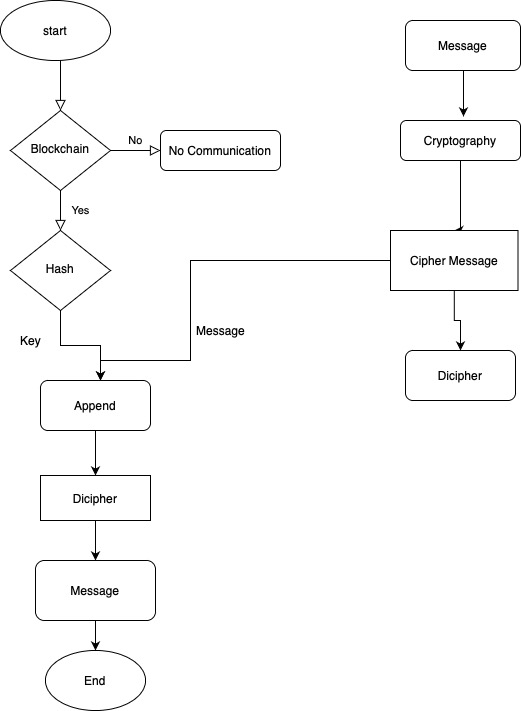 start
Message
Blockchain
No
No Communication
Cryptography
Yes
Hash
Cipher Message
Key
Message
Dicipher
Append
Dicipher
Message
End